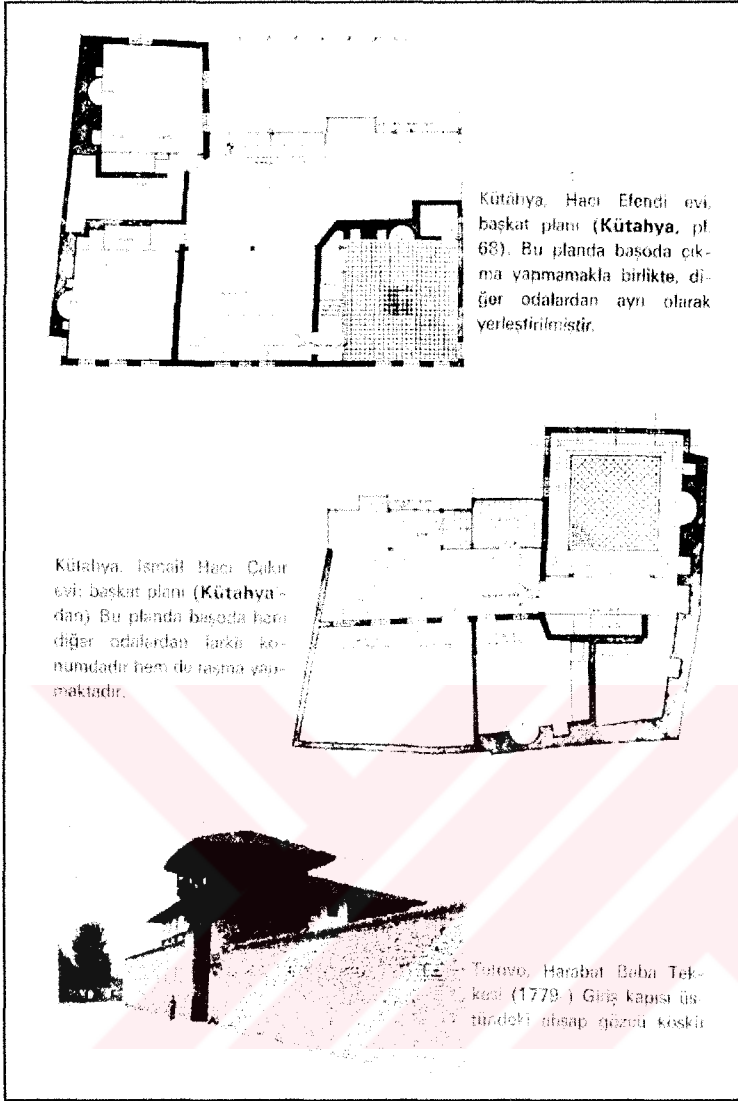 Kütahya, Hacı Efendi evi,
başkat planı (Kütahya, pl.
68). Bu planda başoda çık-
ma yapmamakla birlikte, di-
ğer odalardan ayrı olarak
yerleştirilmiştir.
Kütahya, İsmail Hacı Çakır
evi; başkat planı (Kütahya'-
dan) Bu planda başoda hem
diğer odalardan farklı ko-
numdadır hem de taşma yap-
maktadır.
Tetovo, Harabat Baba Tek-
kesi (1779-) Giriş kapısı üs-
tündeki ahşap gözcü köşkü